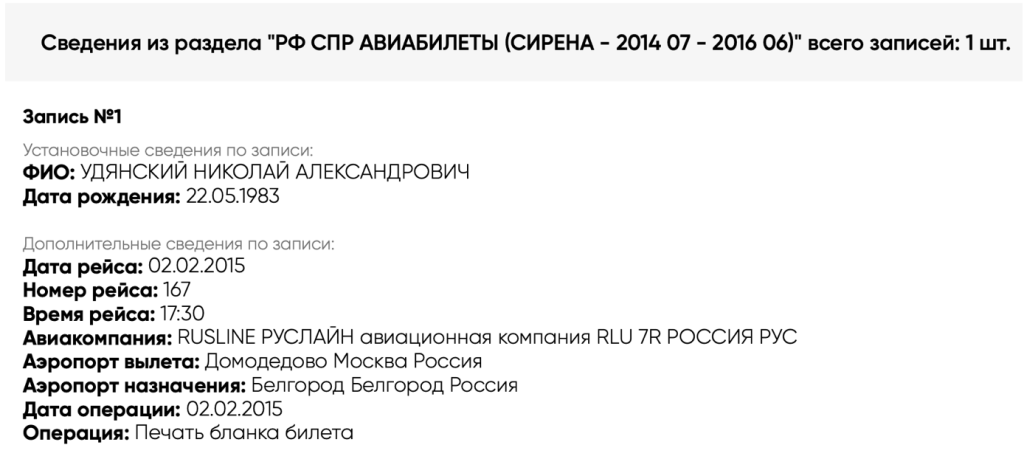 Сведения из раздела "РФ СПР АВИАБИЛЕТЫ (СИРЕНА - 2014 07 - 2016 06)" всего записей: 1 шт.
Запись №1
Установочные сведения по записи:
ФИО: УДЯНСКИЙ НИКОЛАЙ АЛЕКСАНДРОВИЧ
Дата рождения: 22.05.1983
Дополнительные сведения по записи:
Дата рейса: 02.02.2015
Номер рейса: 167
Время рейса: 17:30
Авиакомпания: RUSLINE РУСЛАЙН авиационная компания RLU 7R РОССИЯ РУС
Аэропорт вылета: Домодедово Москва Россия
Аэропорт назначения: Белгород Белгород Россия
Дата операции: 02.02.2015
Операция: Печать бланка билета